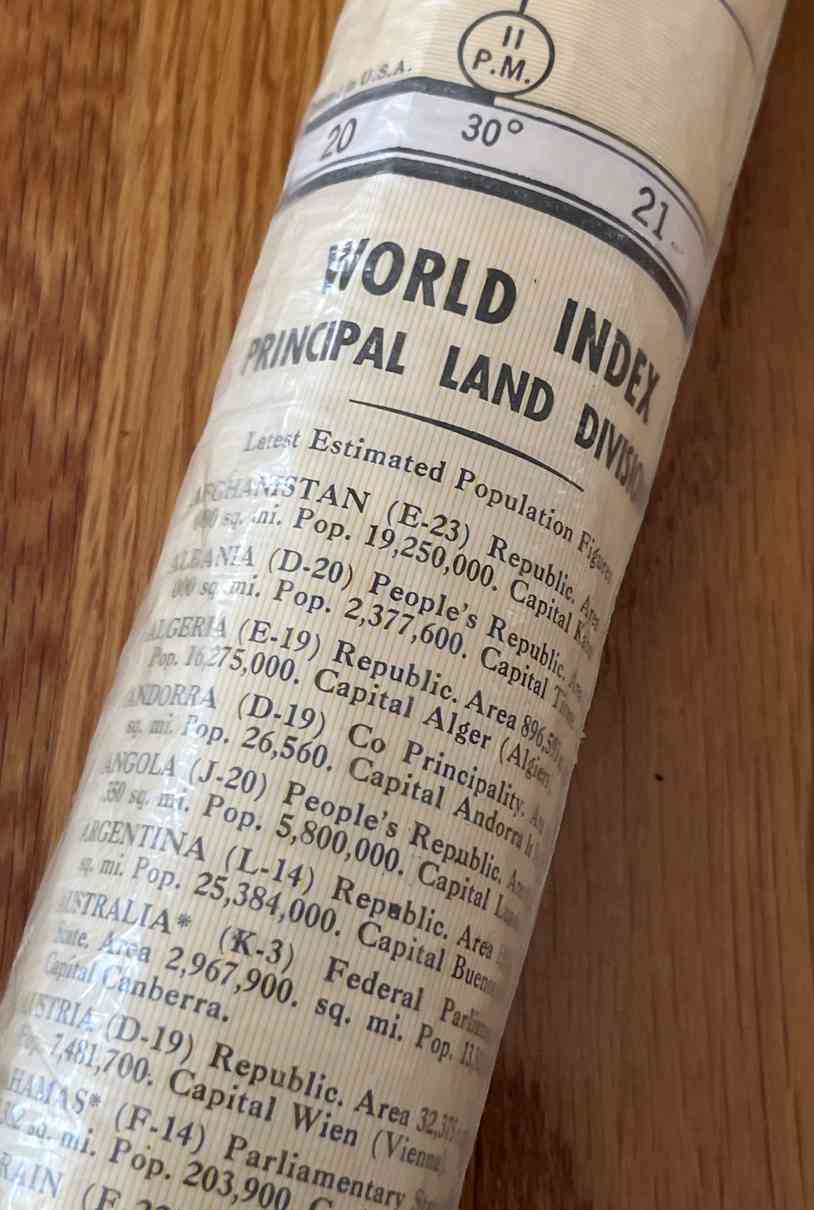 11
P.M.
in U.S.A.
20 30° 21
WORLD INDEX
PRINCIPAL LAND
Latest Estimated Population
AFGHANISTAN (E-23) Republic.
sq. mi. Pop. 19,250,000. Capital
ALBANIA (D-20) People's Republic.
000 sq. mi. Pop. 2,377,600. Capital
ALGERIA (E-19) Republic. Area
Pop. 16,275,000. Capital Alger
ANDORRA (D-19) Co Principality.
sq. mi. Pop. 26,560. Capital Andorra
ANGOLA (J-20) People's Republic.
sq. mi. Pop. 5,800,000. Capital
ARGENTINA (L-14) Republic. Area
sq. mi. Pop. 25,384,000. Capital
AUSTRALIA* (K-3) Federal
State. Area 2,967,900. sq. mi. Pop.
Capital Canberra.
(D-19) Republic. Area
Pop. 7,481,700. Capital Wien
(F-14) Parliamentary
sq. mi. Pop. 203,900.